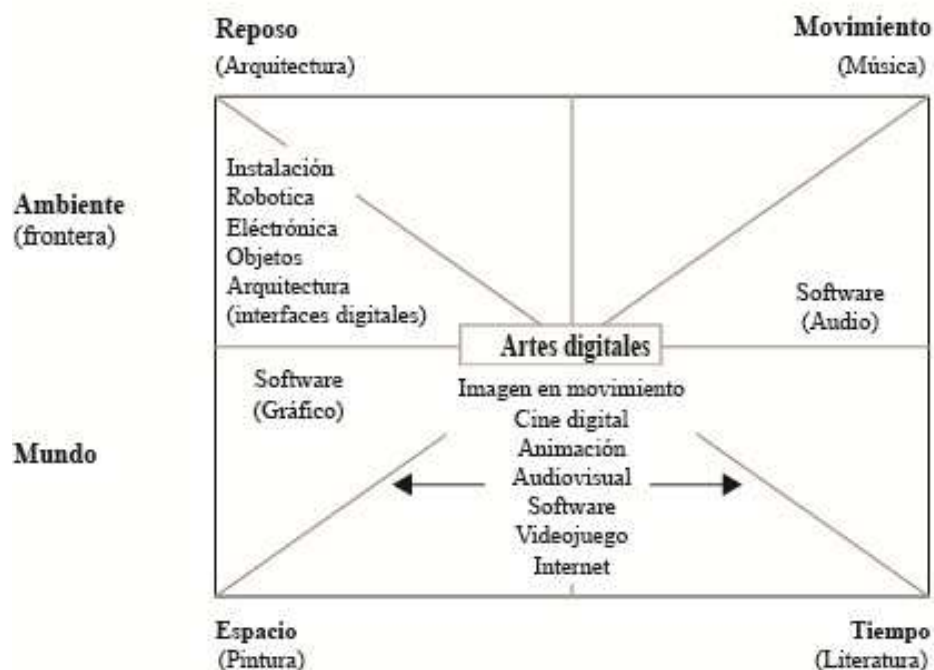 Reposo
(Arquitectura)
Movimiento
(Música)
Ambiente
(frontera)
Instalación
Robotica
Eléctrónica
Objetos
Arquitectura
(interfaces digitales)
Software
(Audio)
Artes digitales
Mundo
Software
(Gráfico)
Imagen en movimiento
Cine digital
Animación
Audiovisual
Software
Videojuego
Internet
Espacio
(Pintura)
Tiempo
(Literatura)